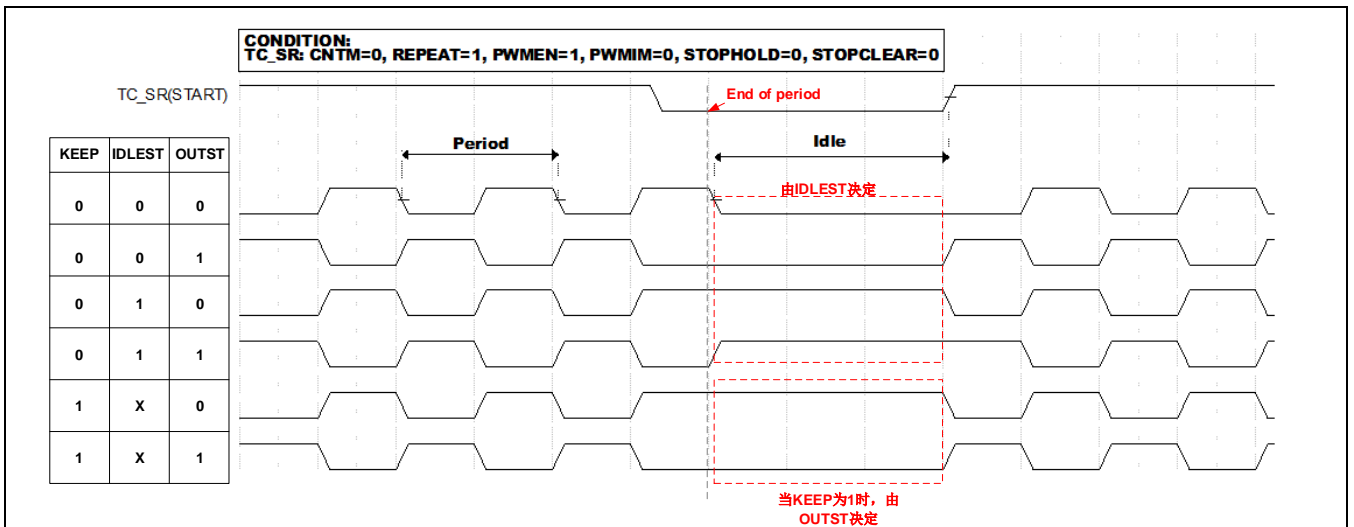 CONDITION:
TC_SR: CNTM=0, REPEAT=1, PWMEN=1, PWMIM=0, STOPHOLD=0, STOPCLEAR=0
TC_SR(START)
End of period
Period
Idle
KEEP IDLEST OUTST
由IDLEST决定
0 0 0
0 0 1
0 1 0
0 1 1
1 X 0
1 X 1
当KEEP为1时，由
OUTST决定